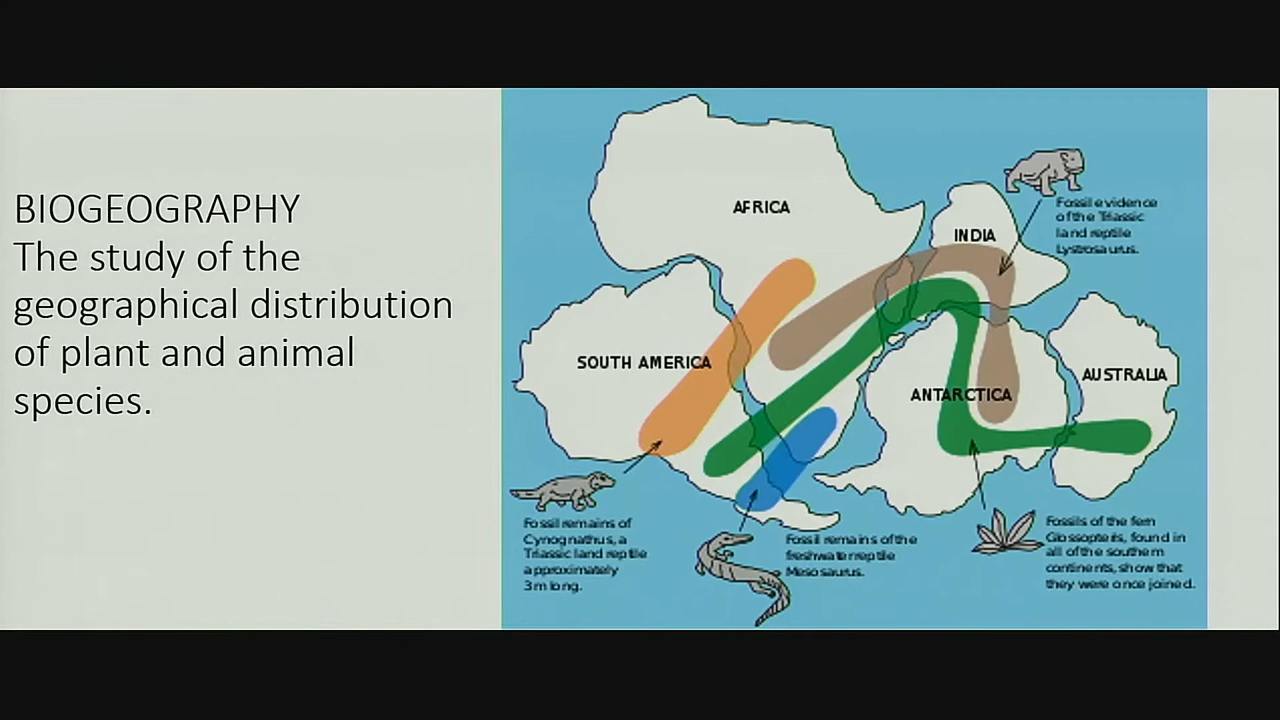 BIOGEOGRAPHY
The study of the
geographical distribution
of plant and animal
species.
AFRICA
INDIA
SOUTH AMERICA
ANTARCTICA
AUSTRALIA
Fossil evidence
of the Triassic
land reptile
Lystrosaurus.
Fossil remains of
Cynognathus, a
Triassic land reptile
approximately
3 m long.
Fossil remains of the
freshwater reptile
Mesosaurus.
Fossils of the fern
Glossopteris, found in
all of the southern
continents, show that
they were once joined.